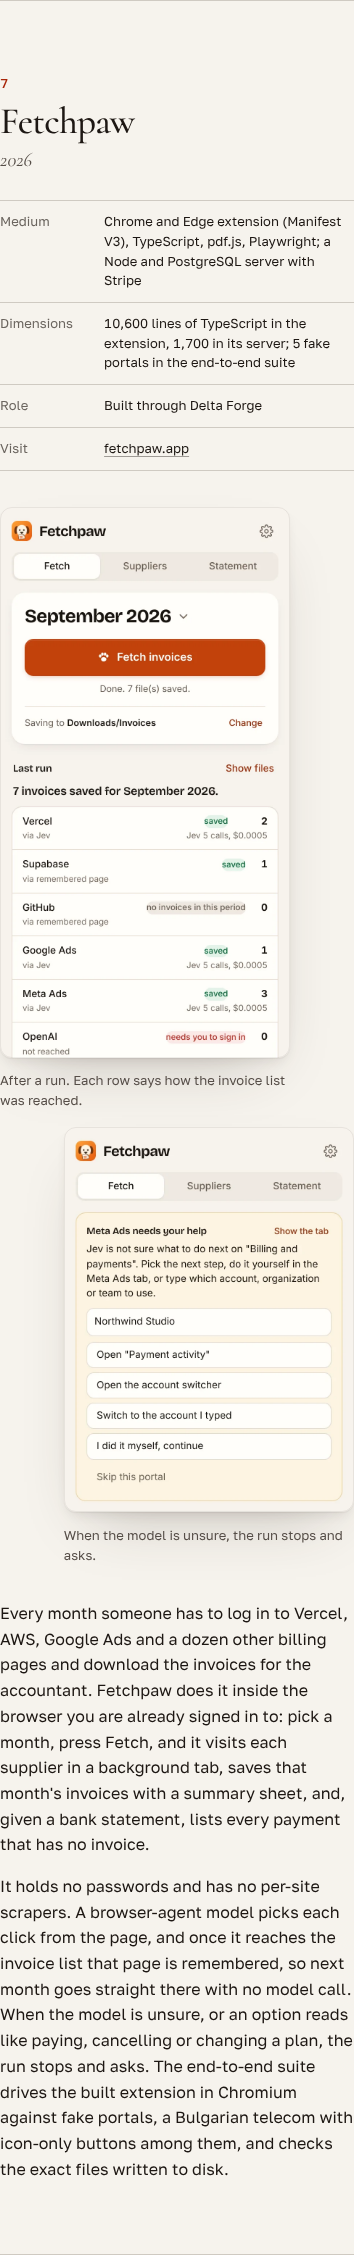 7
Fetchpaw
2026
Medium
Chrome and Edge extension (Manifest
V3), TypeScript, pdf.js, Playwright; a
Node and PostgreSQL server with
Stripe
Dimensions
10,600 lines of TypeScript in the
extension, 1,700 in its server; 5 fake
portals in the end-to-end suite
Role
Built through Delta Forge
Visit
fetchpaw.app
Fetchpaw
Fetch Suppliers Statement
September 2026
Fetch invoices
Done. 7 file(s) saved.
Saving to Downloads/Invoices Change
Last run Show files
7 invoices saved for September 2026.
Vercel saved 2
via Jev Jev 5 calls, $0.0005
Supabase saved 1
via remembered page
GitHub no invoices in this period 0
via remembered page
Google Ads saved 1
via Jev Jev 5 calls, $0.0005
Meta Ads saved 3
via Jev Jev 5 calls, $0.0005
OpenAI needs you to sign in 0
not reached
After a run. Each row says how the invoice list
was reached.
Fetchpaw
Fetch Suppliers Statement
Meta Ads needs your help Show the tab
Jev is not sure what to do next on "Billing and
payments". Pick the next step, do it yourself in the
Meta Ads tab, or type which account, organization
or team to use.
Northwind Studio
Open "Payment activity"
Open the account switcher
Switch to the account I typed
I did it myself, continue
Skip this portal
When the model is unsure, the run stops and
asks.
Every month someone has to log in to Vercel,
AWS, Google Ads and a dozen other billing
pages and download the invoices for the
accountant. Fetchpaw does it inside the
browser you are already signed in to: pick a
month, press Fetch, and it visits each
supplier in a background tab, saves that
month's invoices with a summary sheet, and,
given a bank statement, lists every payment
that has no invoice.
It holds no passwords and has no per-site
scrapers. A browser-agent model picks each
click from the page, and once it reaches the
invoice list that page is remembered, so next
month goes straight there with no model call.
When the model is unsure, or an option reads
like paying, cancelling or changing a plan, the
run stops and asks. The end-to-end suite
drives the built extension in Chromium
against fake portals, a Bulgarian telecom with
icon-only buttons among them, and checks
the exact files written to disk.